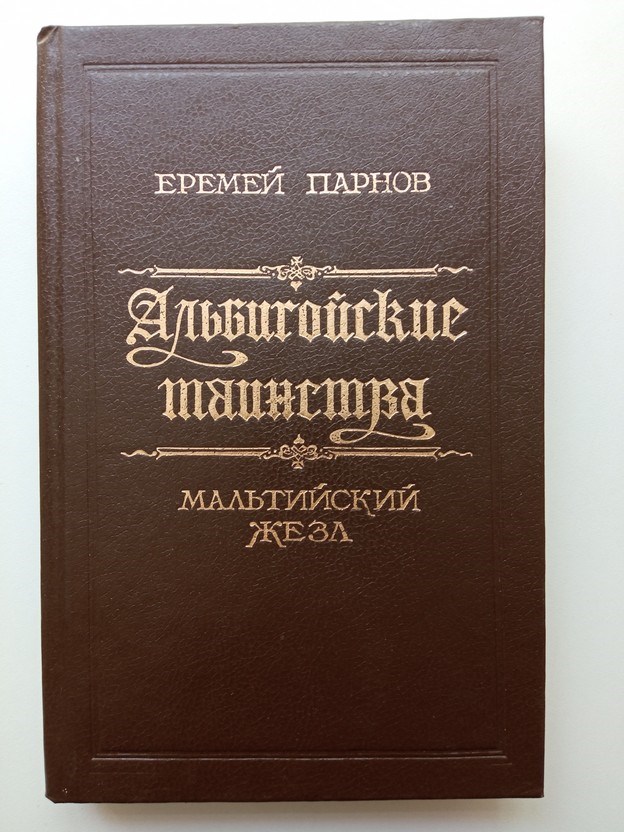 ЕРЕМЕЙ ПАРНОВ
Альбигойские
таинства
МАЛЬТИЙСКИЙ
ЖЕЗЛ